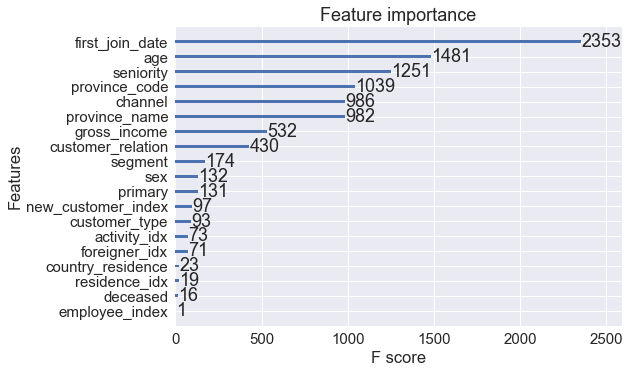 Feature importance
first_join_date 2353
age 1481
seniority 1251
province_code 1039
channel 986
province_name 982
gross_income 532
customer_relation 430
segment 174
sex 132
primary 131
new_customer_index 97
customer_type 93
activity_idx 73
foreigner_idx 71
country_residence 23
residence_idx 19
deceased 16
employee_index 1
Features
0 500 1000 1500 2000 2500
F score